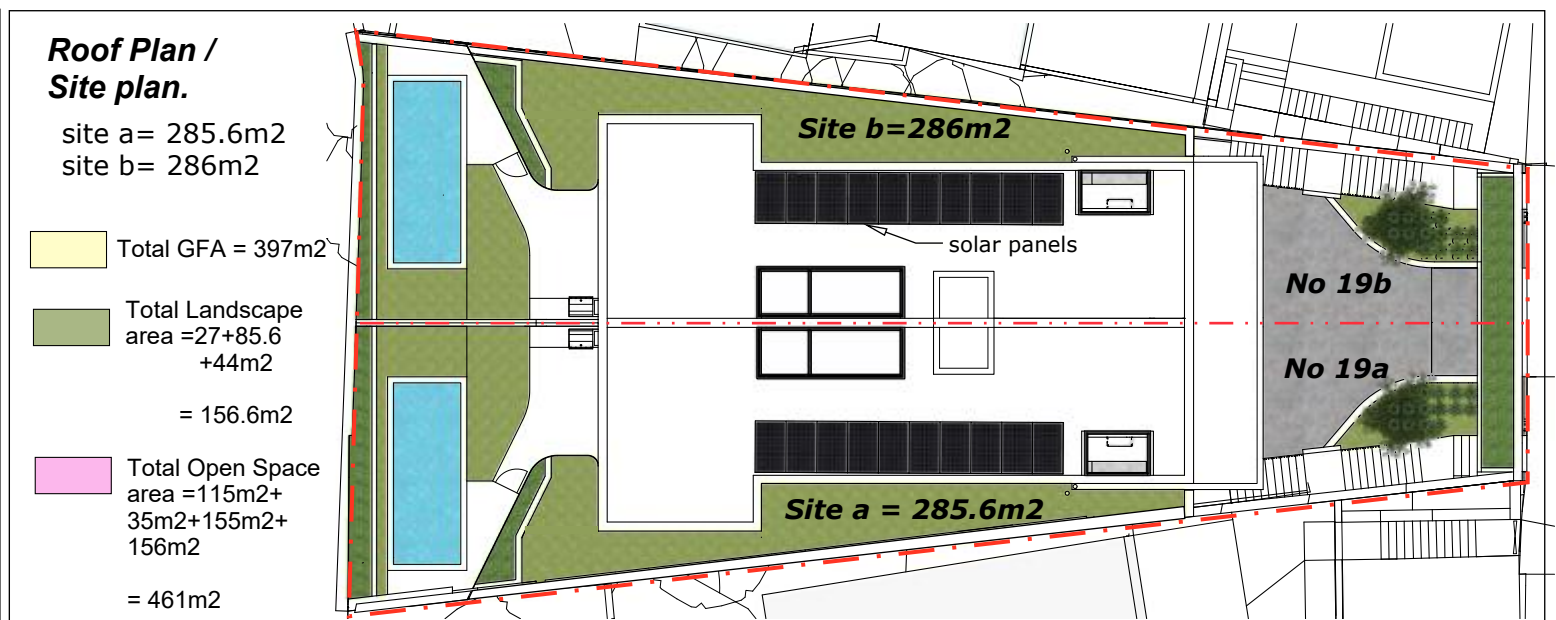 Roof Plan /
Site plan.
site a= 285.6m2
site b= 286m2
Total GFA = 397m2
Total Landscape
area =27+85.6
+44m2
= 156.6m2
Total Open Space
area =115m2+
35m2+155m2+
156m2
= 461m2
Site b=286m2
solar panels
No 19b
No 19a
Site a = 285.6m2